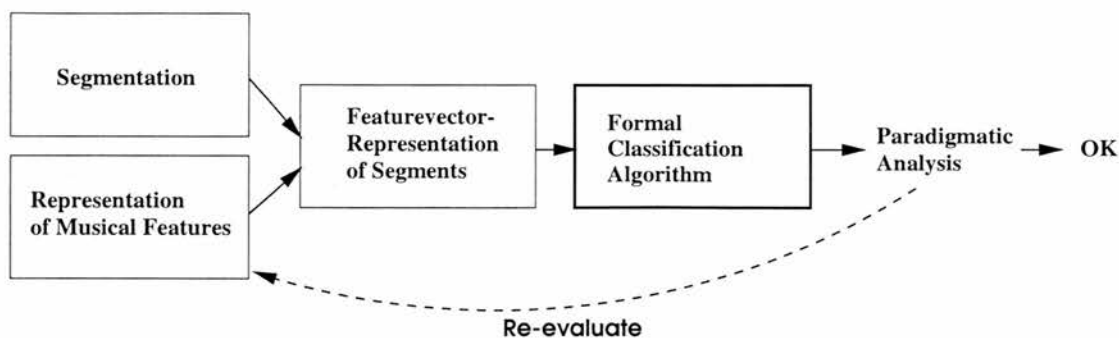 Segmentation
Representation
of Musical Features
Featurevector-
Representation
of Segments
Formal
Classification
Algorithm
Paradigmatic
Analysis
OK
Re-evaluate